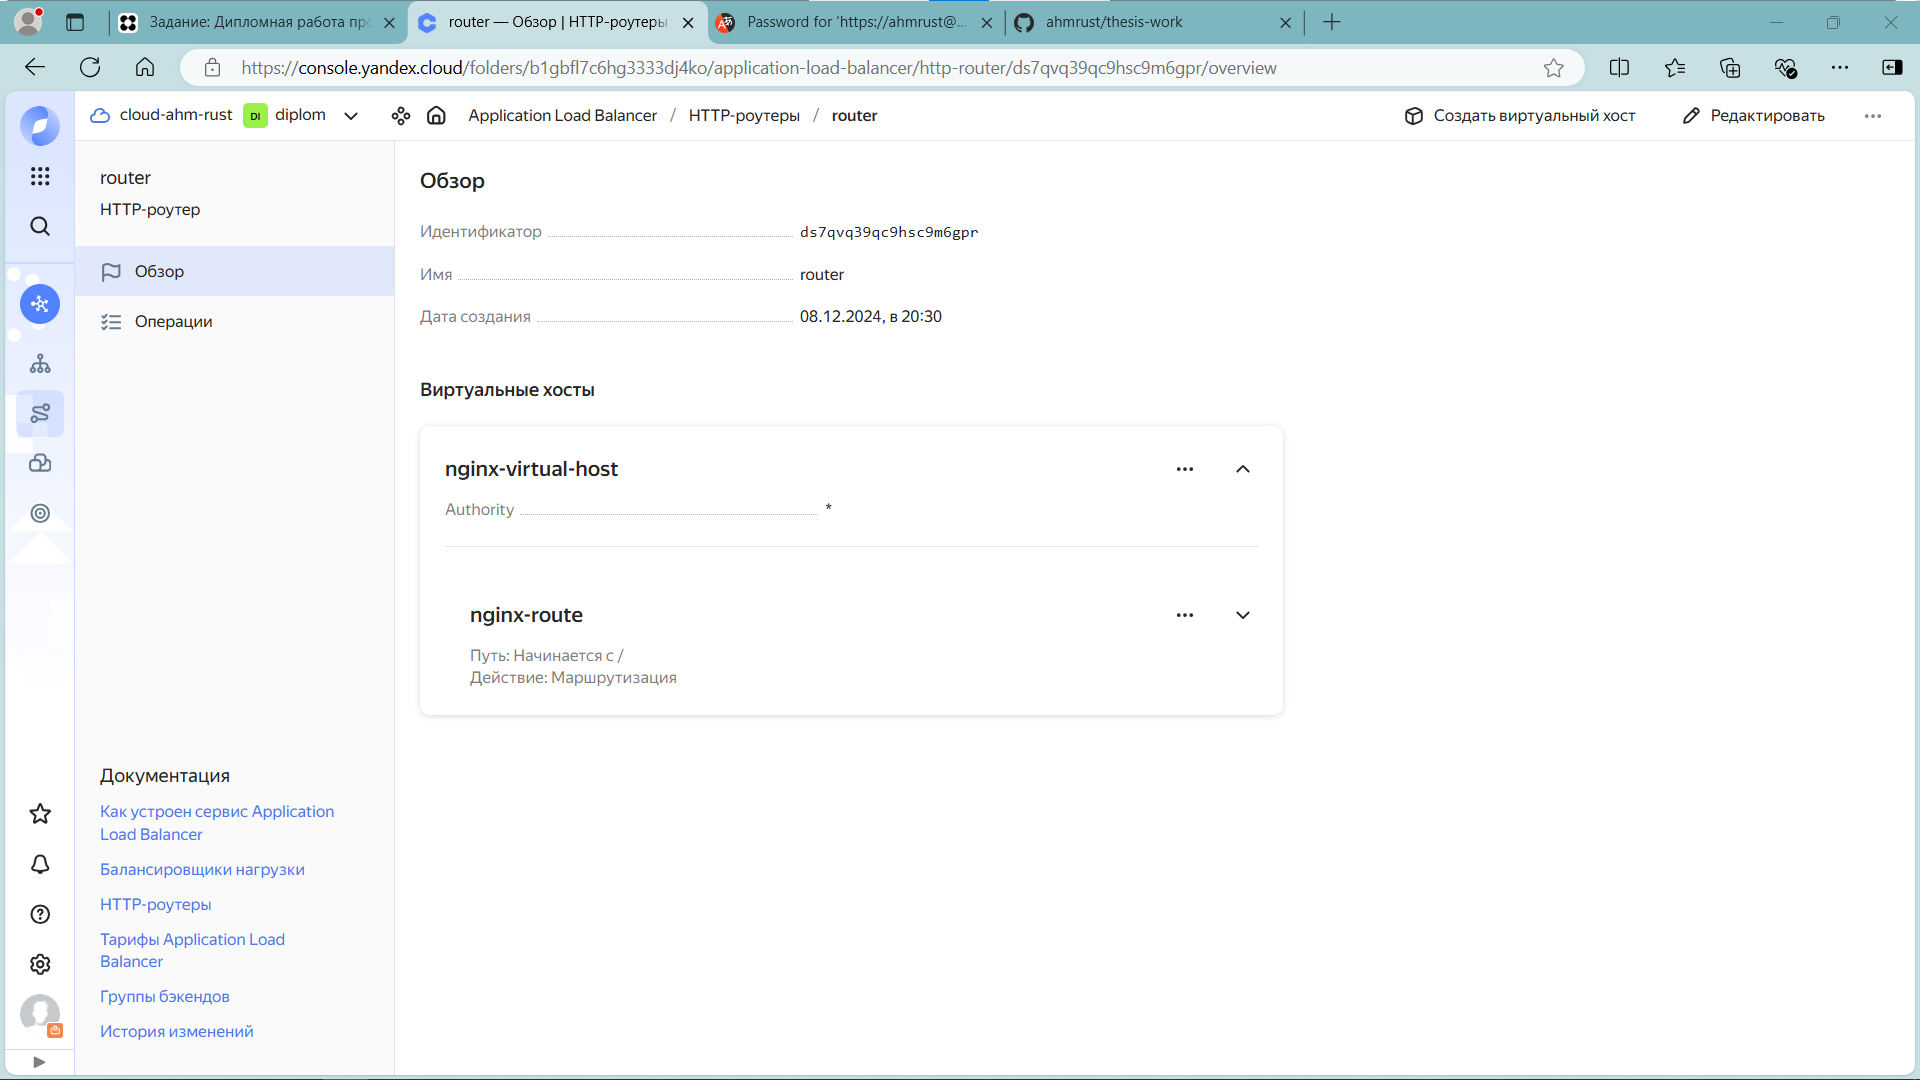 Задание: Дипломная работа про
router — Обзор | HTTP-роутеры
Password for 'https://ahmrust@...
ahmrust/thesis-work
https://console.yandex.cloud/folders/b1gbfl7c6hg3333dj4ko/application-load-balancer/http-router/ds7qvq39qc9hsc9m6gpr/overview
cloud-ahm-rust DI diplom
Application Load Balancer / HTTP-роутеры / router
Создать виртуальный хост
Редактировать
router
HTTP-роутер
Обзор
Операции
Обзор
Идентификатор ds7qvq39qc9hsc9m6gpr
Имя router
Дата создания 08.12.2024, в 20:30
Виртуальные хосты
nginx-virtual-host
Authority *
nginx-route
Путь: Начинается с /
Действие: Маршрутизация
Документация
Как устроен сервис Application
Load Balancer
Балансировщики нагрузки
HTTP-роутеры
Тарифы Application Load
Balancer
Группы бэкендов
История изменений